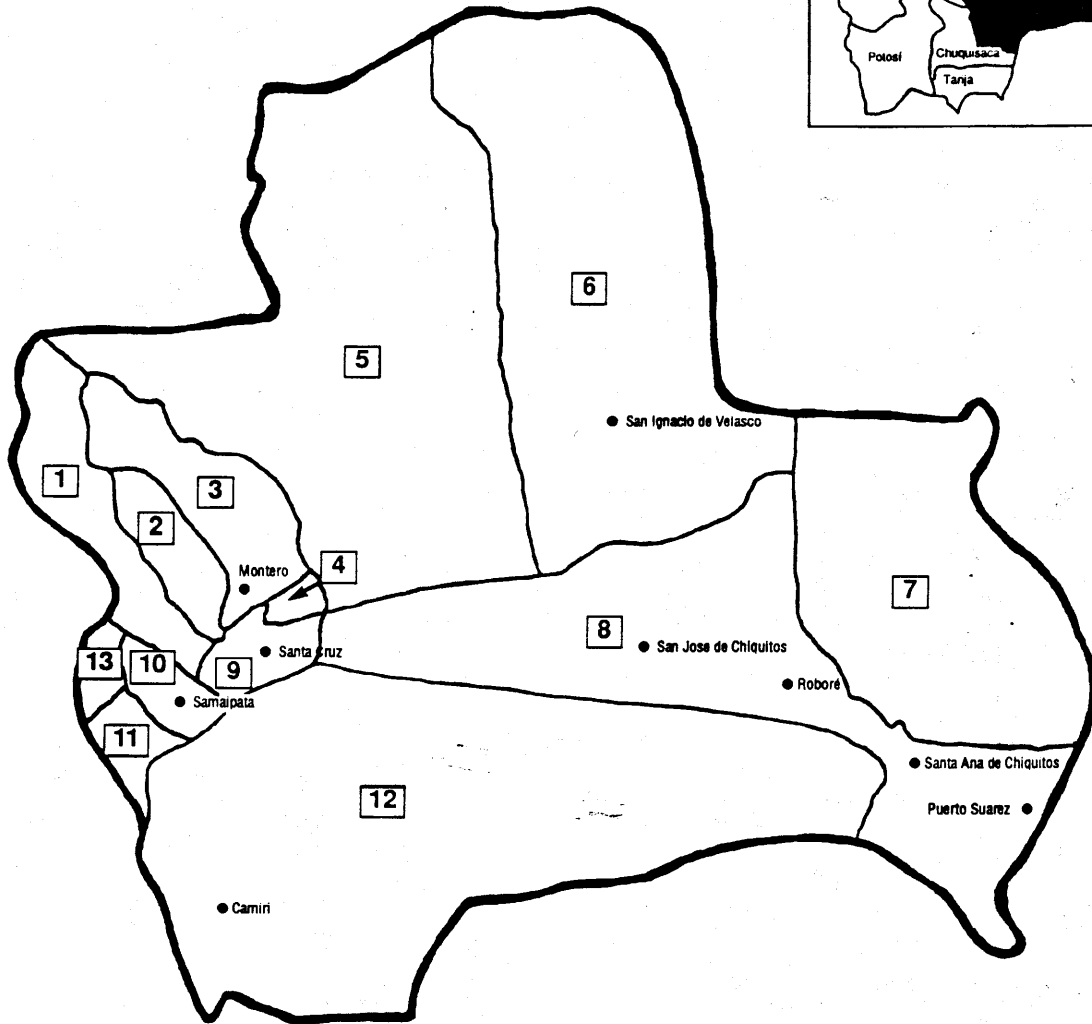 Potosí
Chuquisaca
Tanja
6
5
San Ignacio de Velasco
1
3
2
4
Montero
7
8
San Jose de Chiquitos
Santa Cruz
13
10
9
Roboré
Samaipata
11
Santa Ana de Chiquitos
12
Puerto Suarez
Camiri